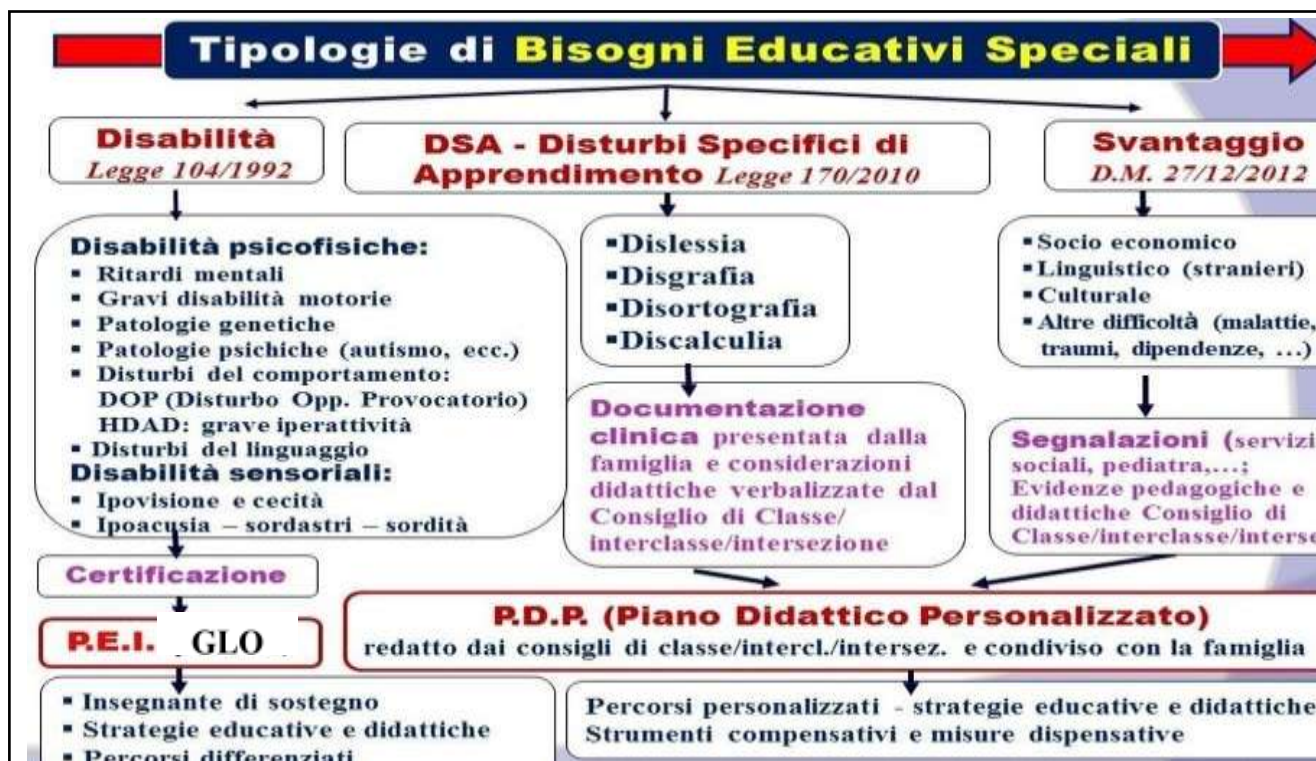 Tipologie di Bisogni Educativi Speciali
Disabilità
Legge 104/1992
DSA - Disturbi Specifici di
Apprendimento Legge 170/2010
Svantaggio
D.M. 27/12/2012
Disabilità psicofisiche:
▪ Ritardi mentali
▪ Gravi disabilità motorie
▪ Patologie genetiche
▪ Patologie psichiche (autismo, ecc.)
▪ Disturbi del comportamento:
DOP (Disturbo Opp. Provocatorio)
HDAD: grave iperattività
▪ Disturbi del linguaggio
Disabilità sensoriali:
▪ Ipovisione e cecità
▪ Ipoacusia – sordastri – sordità
▪Dislessia
▪Disgrafia
▪Disortografia
▪Discalculia
▪ Socio economico
▪ Linguistico (stranieri)
▪ Culturale
▪ Altre difficoltà (malattie,
traumi, dipendenze, ...)
Documentazione
clinica presentata dalla
famiglia e considerazioni
didattiche verbalizzate dal
Consiglio di Classe/
interclasse/intersezione
Segnalazioni (servizi
sociali, pediatra,...;
Evidenze pedagogiche e
didattiche Consiglio di
Classe/interclasse/interse
Certificazione
P.E.I. GLO
P.D.P. (Piano Didattico Personalizzato)
redatto dai consigli di classe/intercl./intersez. e condiviso con la famiglia
▪ Insegnante di sostegno
▪ Strategie educative e didattiche
▪ Percorsi differenziati
Percorsi personalizzati - strategie educative e didattiche
Strumenti compensativi e misure dispensative